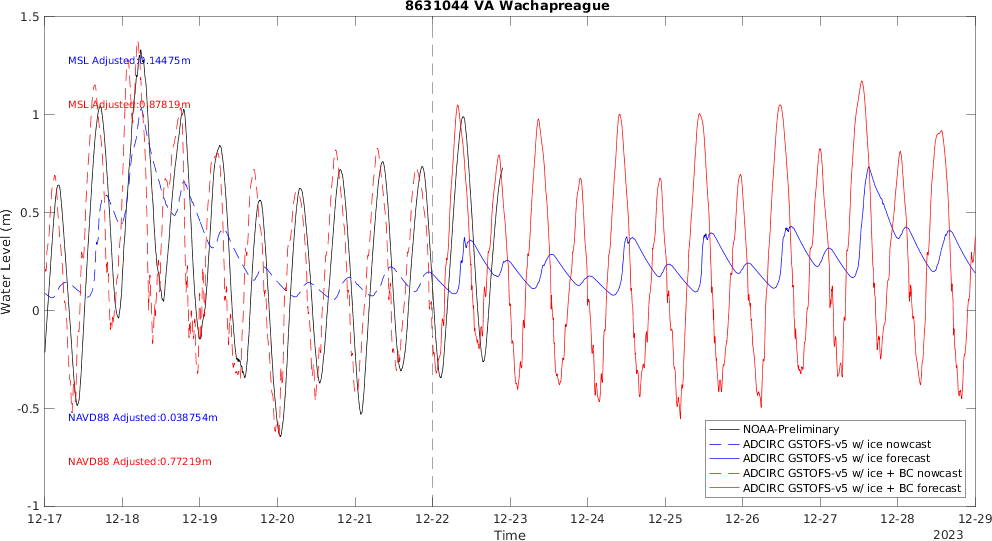 8631044 VA Wachapreague
1.5
1
0.5
0
-0.5
-1
Water Level (m)
MSL Adjusted:0.14475m
MSL Adjusted:0.87819m
NAVD88 Adjusted:0.038754m
NAVD88 Adjusted:0.77219m
NOAA-Preliminary
ADCIRC GSTOFS-v5 w/ ice nowcast
ADCIRC GSTOFS-v5 w/ ice forecast
ADCIRC GSTOFS-v5 w/ ice + BC nowcast
ADCIRC GSTOFS-v5 w/ ice + BC forecast
12-17 12-18 12-19 12-20 12-21 12-22 12-23 12-24 12-25 12-26 12-27 12-28 12-29
Time
2023